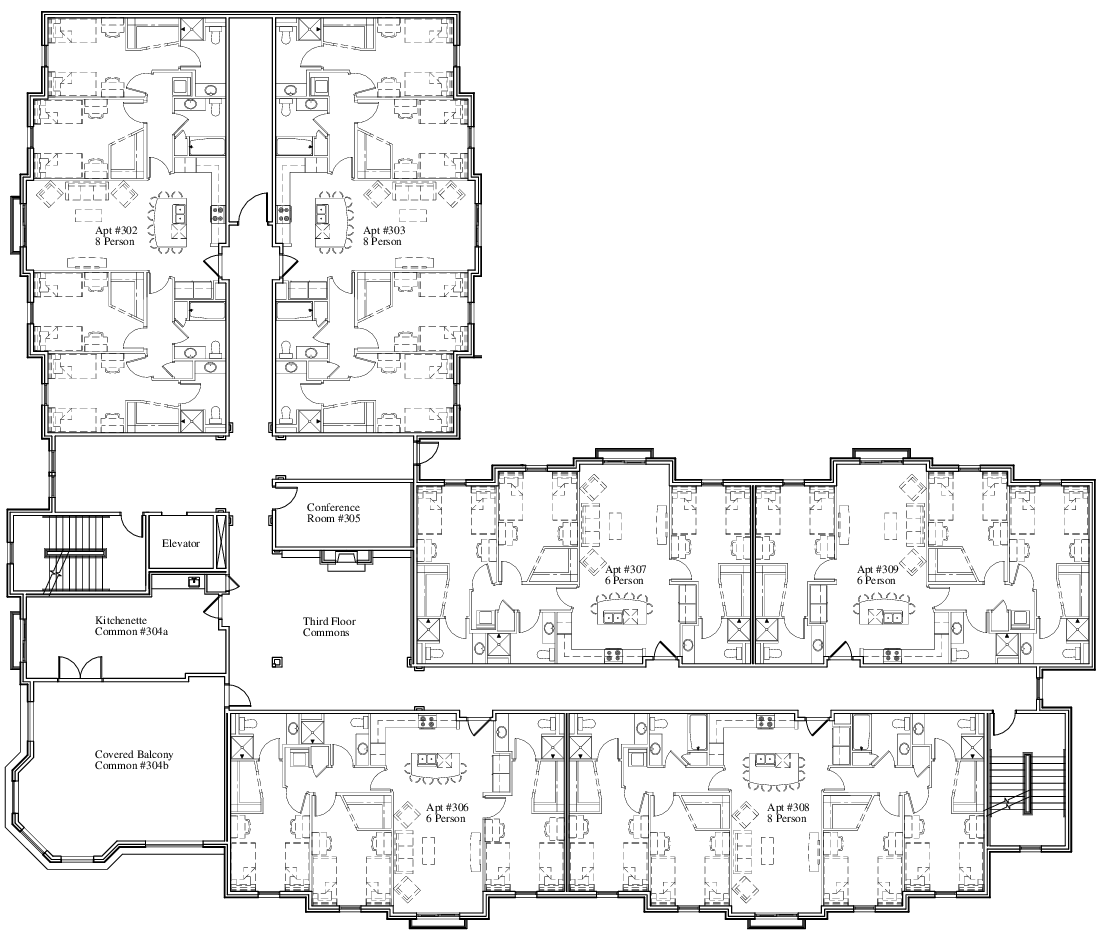 Apt #302
8 Person
Apt #303
8 Person
Conference
Room #305
Elevator
Apt #307
6 Person
Apt #309
6 Person
Kitchenette
Common #304a
Third Floor
Commons
Covered Balcony
Common #304b
Apt #306
6 Person
Apt #308
8 Person